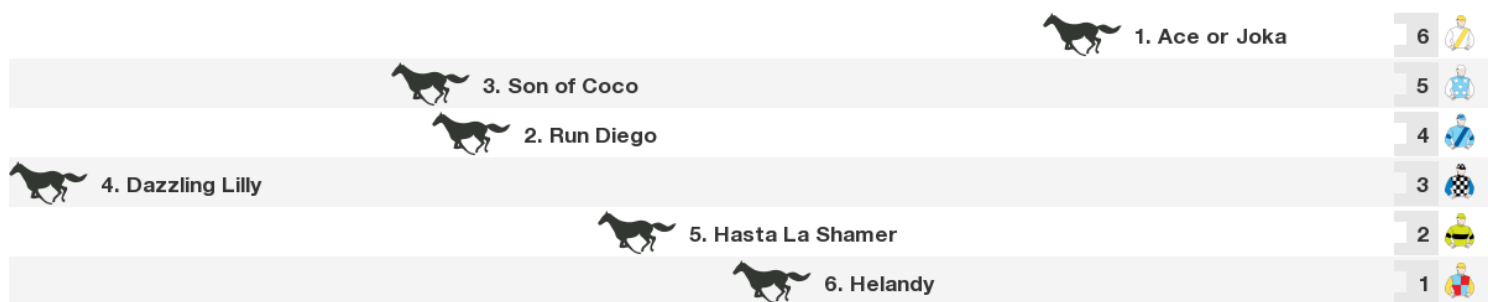 1. Ace or Joka 6
3. Son of Coco 5
2. Run Diego 4
4. Dazzling Lilly 3
5. Hasta La Shamer 2
6. Helandy 1